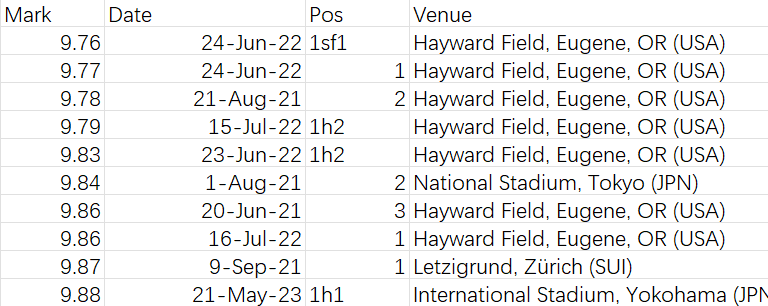 Mark Date Pos Venue
9.76 24-Jun-22 1sf1 Hayward Field, Eugene, OR (USA)
9.77 24-Jun-22 1 Hayward Field, Eugene, OR (USA)
9.78 21-Aug-21 2 Hayward Field, Eugene, OR (USA)
9.79 15-Jul-22 1h2 Hayward Field, Eugene, OR (USA)
9.83 23-Jun-22 1h2 Hayward Field, Eugene, OR (USA)
9.84 1-Aug-21 2 National Stadium, Tokyo (JPN)
9.86 20-Jun-21 3 Hayward Field, Eugene, OR (USA)
9.86 16-Jul-22 1 Hayward Field, Eugene, OR (USA)
9.87 9-Sep-21 1 Letzigrund, Zürich (SUI)
9.88 21-May-23 1h1 International Stadium, Yokohama (JPN